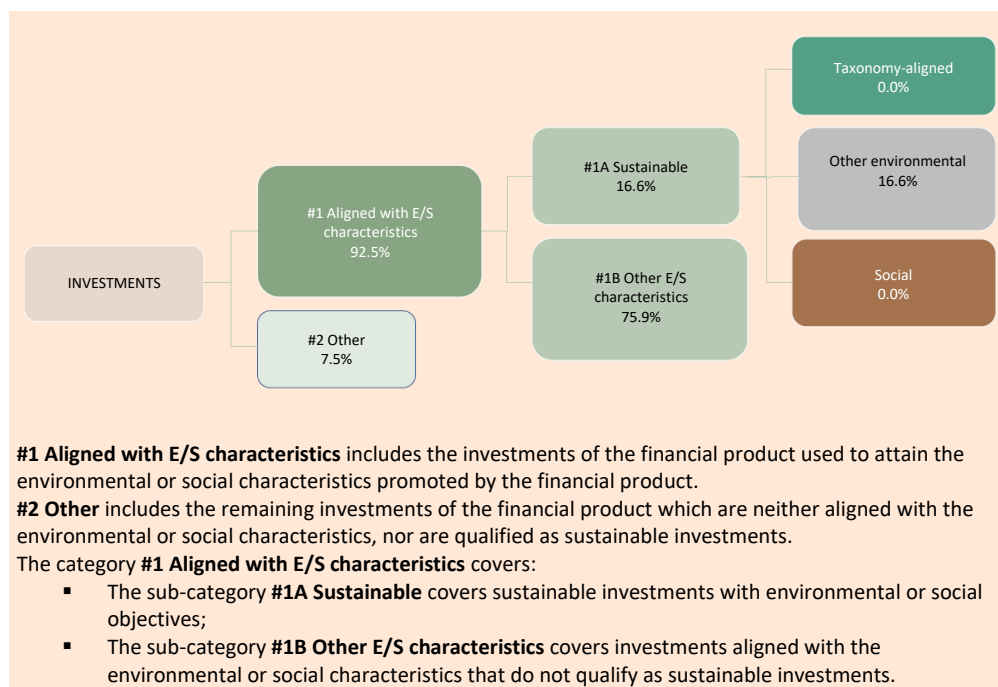 INVESTMENTS
#1 Aligned with E/S
characteristics
92.5%
#2 Other
7.5%
#1A Sustainable
16.6%
#1B Other E/S
characteristics
75.9%
Taxonomy-aligned
0.0%
Other environmental
16.6%
Social
0.0%
#1 Aligned with E/S characteristics includes the investments of the financial product used to attain the
environmental or social characteristics promoted by the financial product.
#2 Other includes the remaining investments of the financial product which are neither aligned with the
environmental or social characteristics, nor are qualified as sustainable investments.
The category #1 Aligned with E/S characteristics covers:
▪ The sub-category #1A Sustainable covers sustainable investments with environmental or social
objectives;
▪ The sub-category #1B Other E/S characteristics covers investments aligned with the
environmental or social characteristics that do not qualify as sustainable investments.